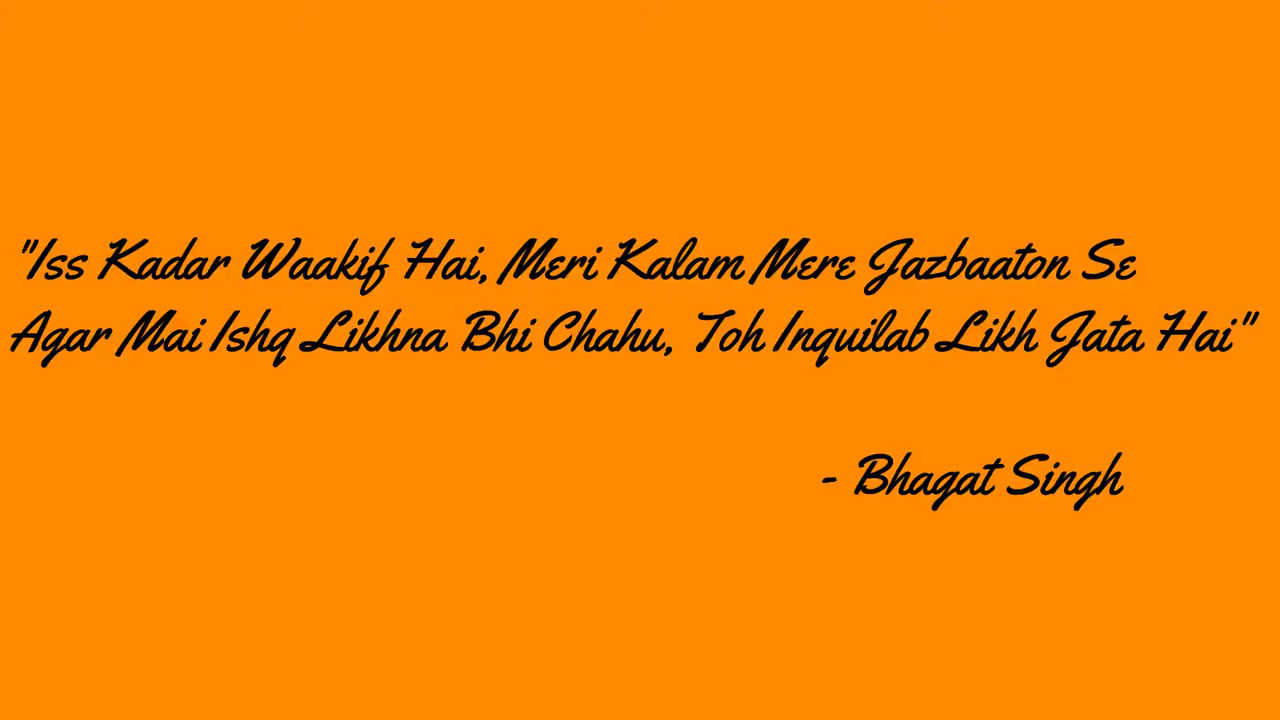 "Iss Kadar Waakif Hai, Meri Kalam Mere Jazbaaton Se
Agar Mai Ishq Likhna Bhi Chahu, Toh Inquilab Likh Jata Hai"
- Bhagat Singh